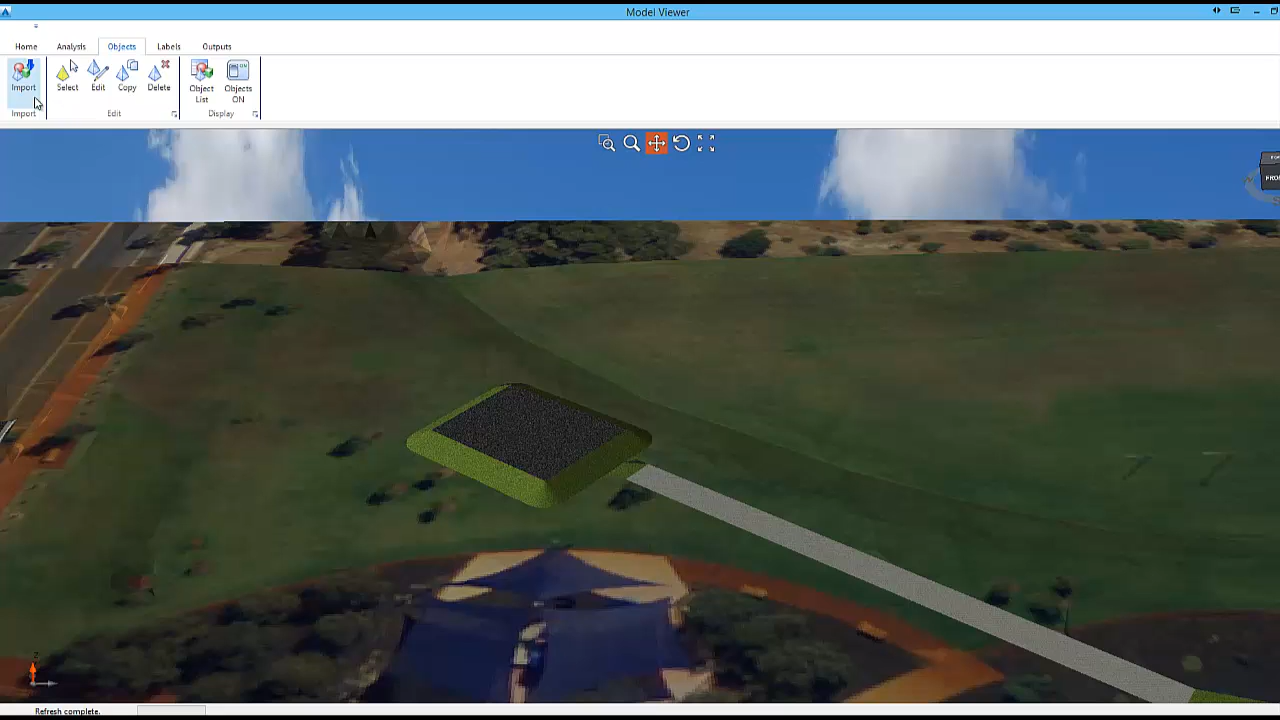 Model Viewer
Home Analysis Objects Labels Outputs
Import Select Edit Copy Delete Object List Objects ON
Import Edit Display
Refresh complete.